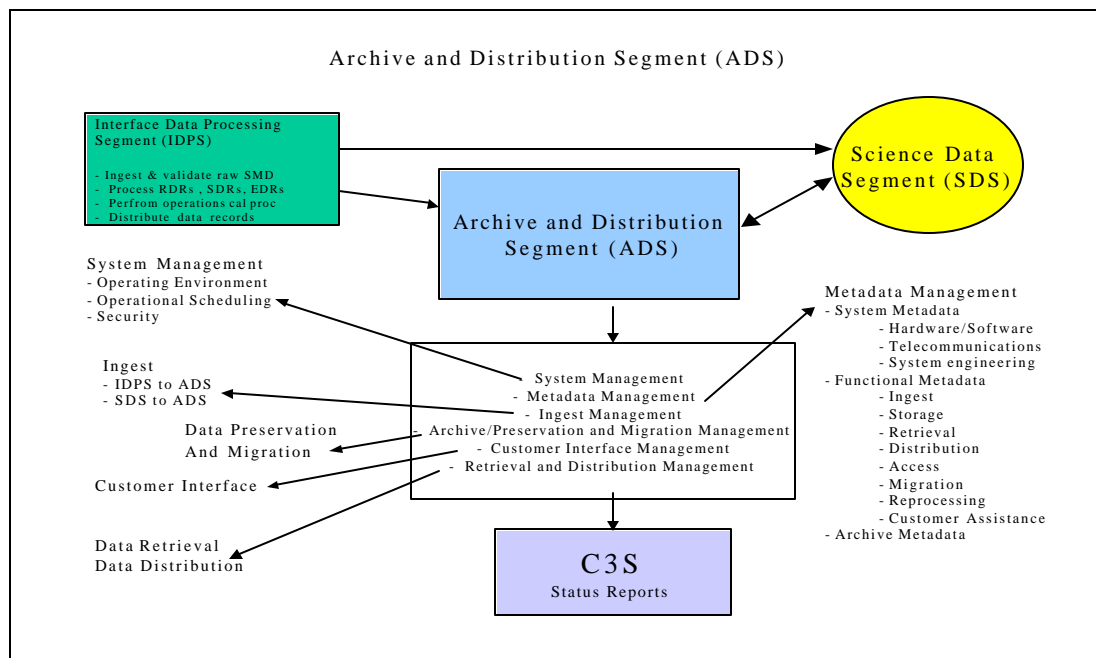 Archive and Distribution Segment (ADS)
Interface Data Processing
Segment (IDPS)
- Ingest & validate raw SMD
- Process RDRs , SDRs, EDRs
- Perfrom operations cal proc
- Distribute data records
Science Data
Segment (SDS)
Archive and Distribution
Segment (ADS)
System Management
- Operating Environment
- Operational Scheduling
- Security
Ingest
- IDPS to ADS
- SDS to ADS
Data Preservation
And Migration
Customer Interface
Data Retrieval
Data Distribution
System Management
- Metadata Management
- Ingest Management
- Archive/Preservation and Migration Management
- Customer Interface Management
- Retrieval and Distribution Management
Metadata Management
- System Metadata
- Hardware/Software
- Telecommunications
- System engineering
- Functional Metadata
- Ingest
- Storage
- Retrieval
- Distribution
- Access
- Migration
- Reprocessing
- Customer Assistance
- Archive Metadata
C3S
Status Reports